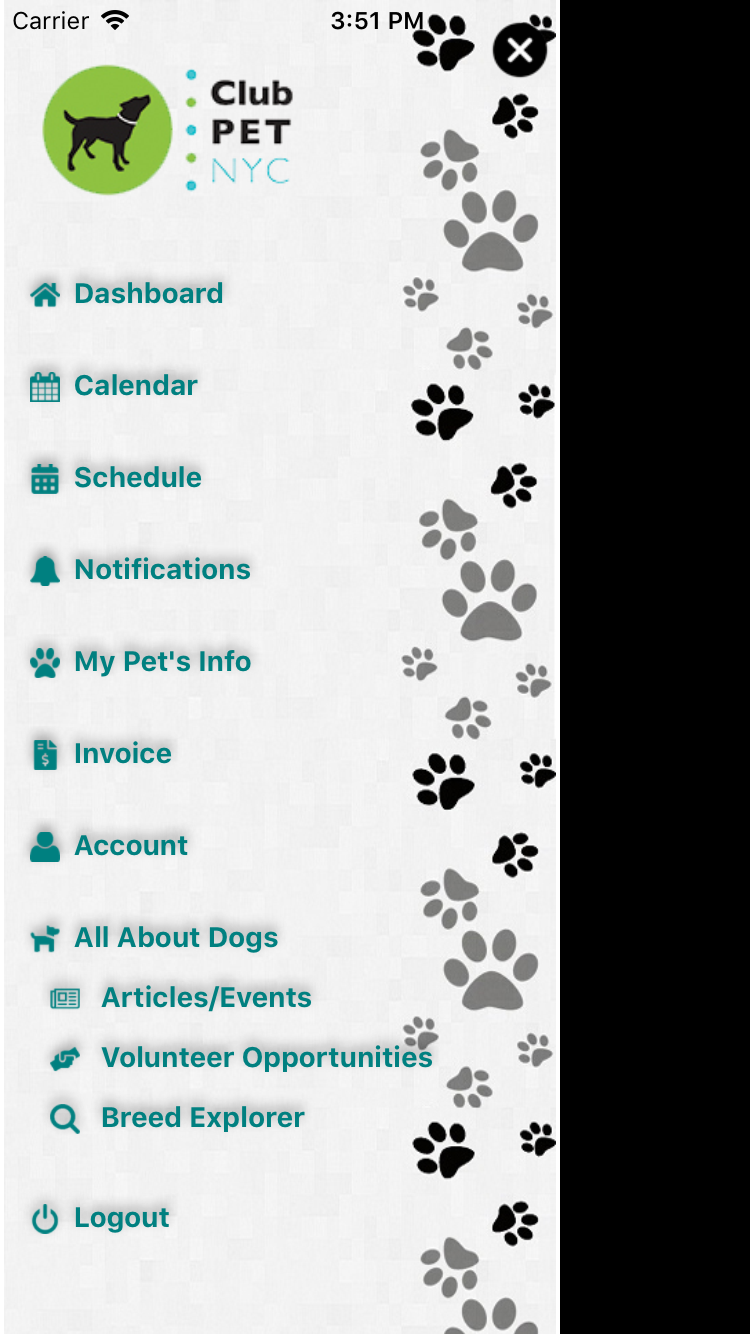 Carrier 3:51 PM
Club
PET
NYC
Dashboard
Calendar
Schedule
Notifications
My Pet's Info
Invoice
Account
All About Dogs
Articles/Events
Volunteer Opportunities
Breed Explorer
Logout